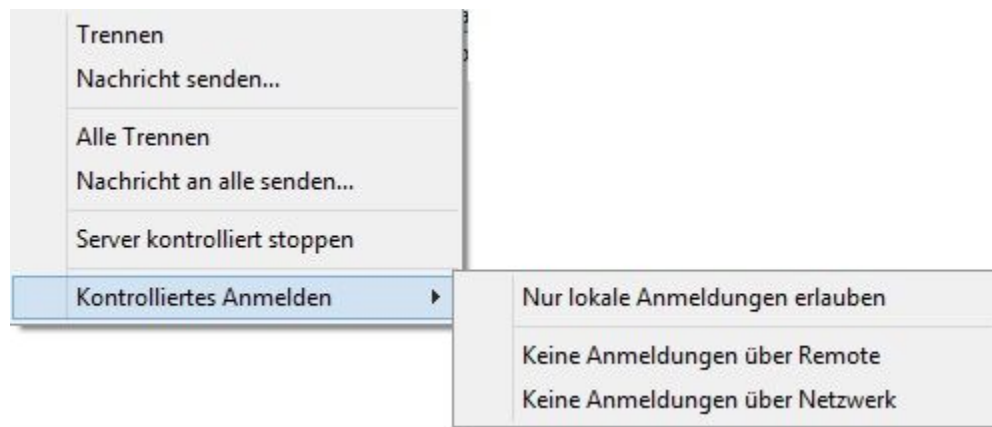 Trennen
Nachricht senden...
Alle Trennen
Nachricht an alle senden...
Server kontrolliert stoppen
Kontrolliertes Anmelden
Nur lokale Anmeldungen erlauben
Keine Anmeldungen über Remote
Keine Anmeldungen über Netzwerk